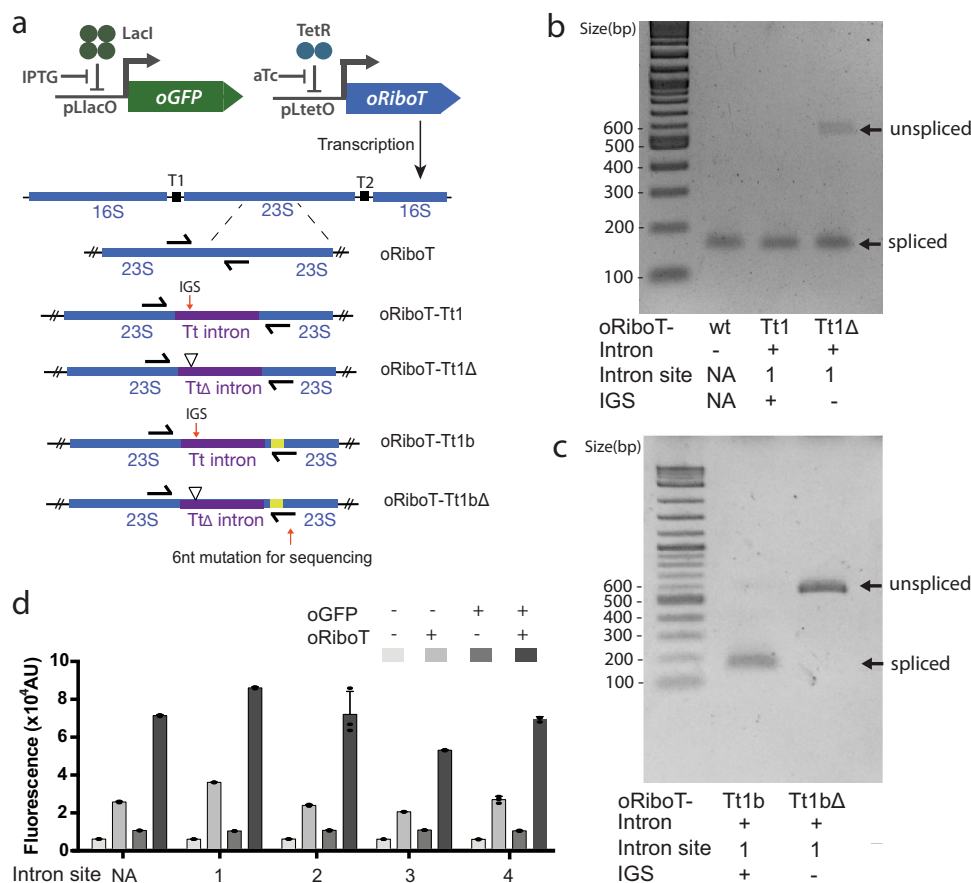 a
LacI
IPTG
pLlacO
oGFP
TetR
aTc
pLtetO
oRiboT
Transcription
T1
T2
16S
23S
16S
oRiboT
23S
23S
IGS
oRiboT-Tt1
23S
Tt intron
23S
oRiboT-Tt1Δ
23S
TtΔ intron
23S
IGS
oRiboT-Tt1b
23S
Tt intron
23S
oRiboT-Tt1bΔ
23S
TtΔ intron
23S
6nt mutation for sequencing
b
Size(bp)
600 -
500 -
400 -
300 -
200 -
100 -
unspliced
spliced
oRiboT- wt Tt1 Tt1Δ
Intron - + +
Intron site NA 1 1
IGS NA + -
c
Size(bp)
600 -
500 -
400 -
300 -
200 -
100 -
unspliced
spliced
oRiboT- Tt1b Tt1bΔ
Intron + +
Intron site 1 1
IGS + -
d
oGFP - - + +
oRiboT - + - +
Fluorescence (x10⁴AU)
10
8
6
4
2
0
Intron site NA 1 2 3 4